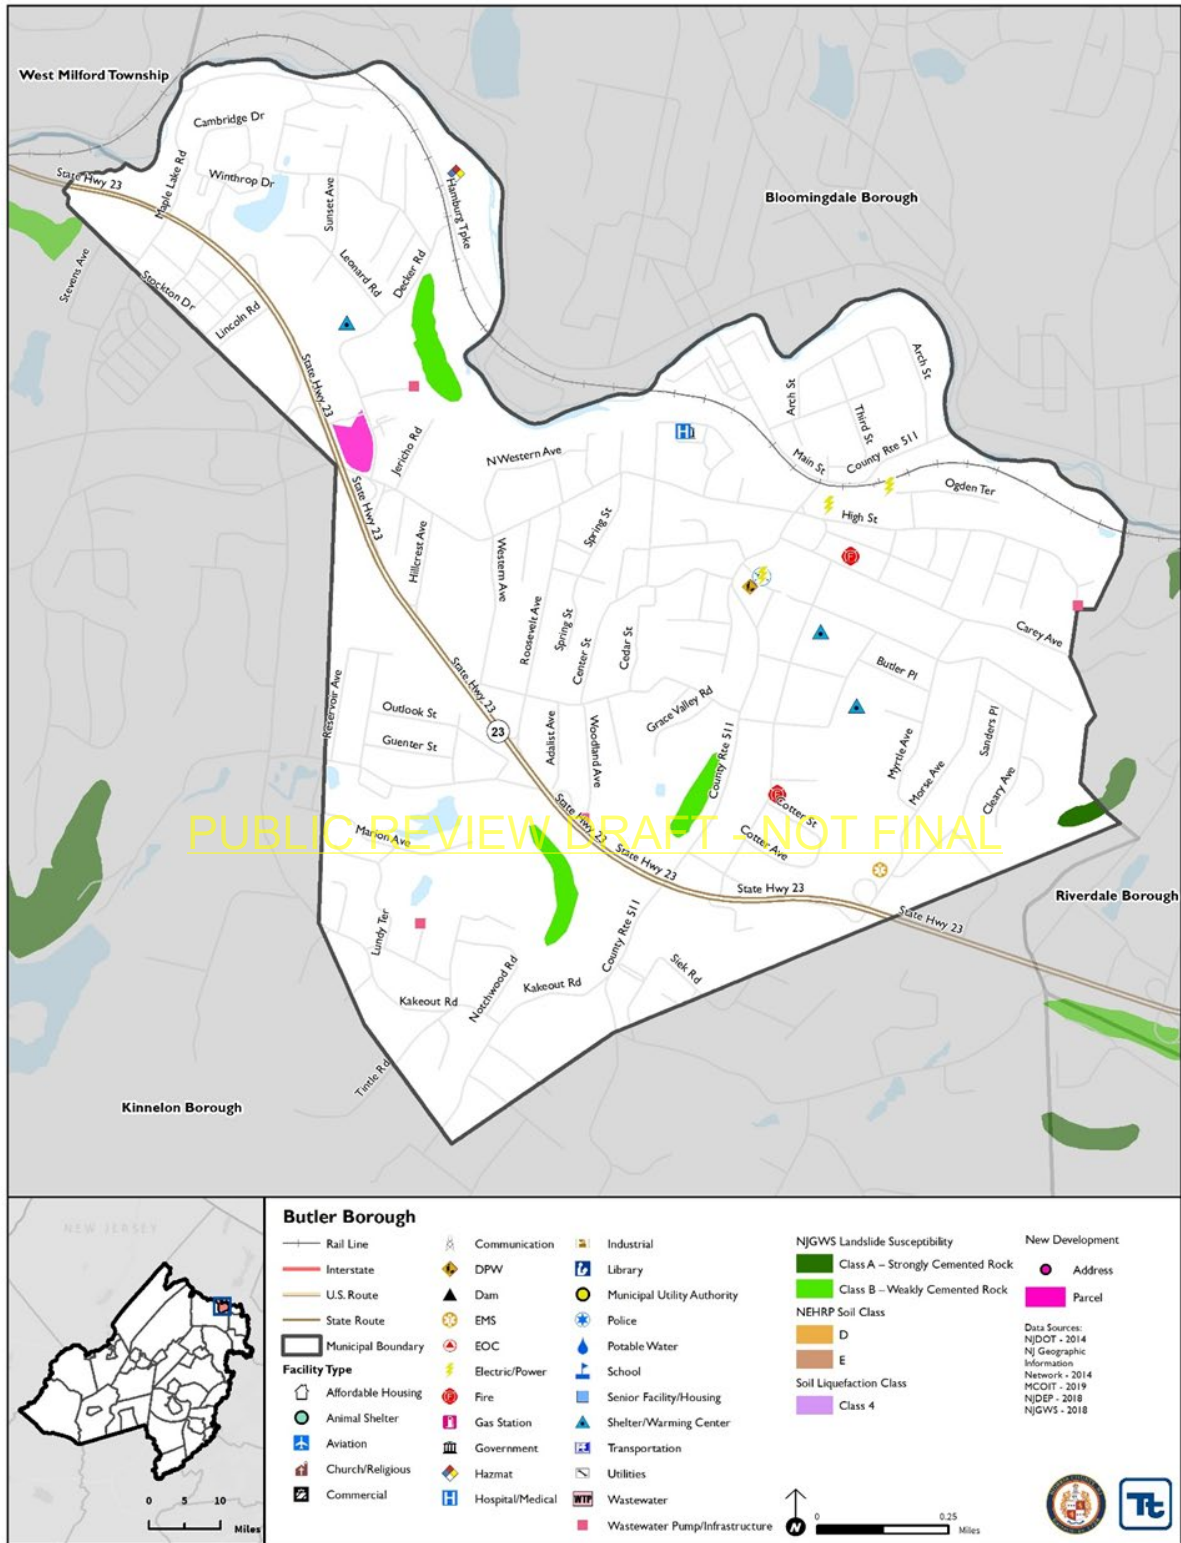 West Milford Township
Cambridge Dr
State Hwy 23
Maple Lake Rd
Winthrop Dr
Sunset Ave
Hamburg Tpke
Bloomingdale Borough
Stevens Ave
Stockton Dr
Leonard Rd
Decker Rd
Lincoln Rd
State Hwy 23
Arch St
Arch St
Third St
Jericho Rd
N Western Ave
Main St
County Rte 511
Ogden Ter
State Hwy 23
High St
Hillcrest Ave
Spring St
Western Ave
Roosevelt Ave
Spring St
Center St
Cedar St
Carey Ave
Butler Pl
Reservoir Ave
State Hwy 23
Outlook St
Grace Valley Rd
23
Guenter St
Adalist Ave
Woodland Ave
County Rte 511
Myrtle Ave
Morse Ave
Sanders Pl
Cleary Ave
State Hwy 23
Cotter St
Marion Ave
PUBLIC REVIEW DRAFT - NOT FINAL
Cotter Ave
State Hwy 23
State Hwy 23
Riverdale Borough
State Hwy 23
Lundy Ter
County Rte 511
Siek Rd
Notchwood Rd
Kakeout Rd
Kakeout Rd
Tintle Rd
Kinnelon Borough
NEW JERSEY
0 5 10
Miles
Butler Borough
Rail Line
Interstate
U.S. Route
State Route
Municipal Boundary
Facility Type
Affordable Housing
Animal Shelter
Aviation
Church/Religious
Commercial
Communication
DPW
Dam
EMS
EOC
Electric/Power
Fire
Gas Station
Government
Hazmat
Hospital/Medical
Industrial
Library
Municipal Utility Authority
Police
Potable Water
School
Senior Facility/Housing
Shelter/Warming Center
Transportation
Utilities
WTP Wastewater
Wastewater Pump/Infrastructure
NJGWS Landslide Susceptibility
Class A – Strongly Cemented Rock
Class B – Weakly Cemented Rock
NEHRP Soil Class
D
E
Soil Liquefaction Class
Class 4
New Development
Address
Parcel
Data Sources:
NJDOT - 2014
NJ Geographic
Information
Network - 2014
MCOIT - 2019
NJDEP - 2018
NJGWS - 2018
N
0 0.25
Miles
Tt